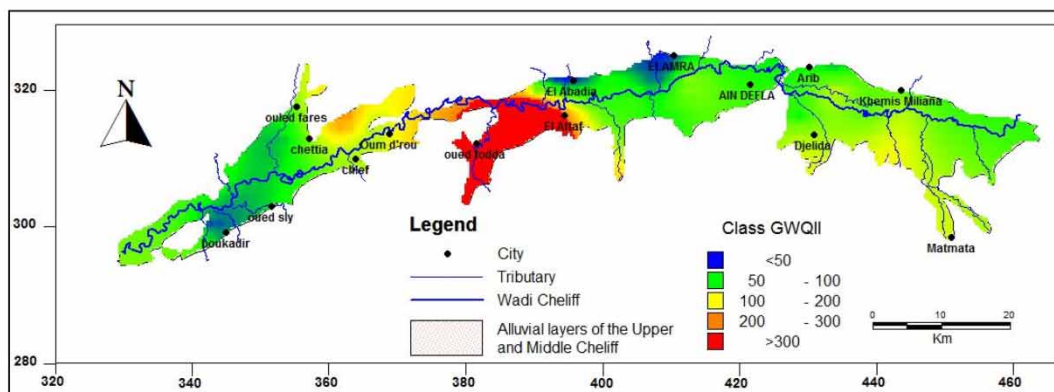 320
300
280
320
340
360
380
400
420
440
460
N
ouled fares
chettia
Oum d'rou
chlef
oued sly
boukadir
oued fodda
El Attaf
El Abadia
El AMRA
AIN DEFLA
Arib
Khemis Miliana
Djelida
Matmata
Legend
City
Tributary
Wadi Cheliff
Alluvial layers of the Upper
and Middle Cheliff
Class GWQII
<50
50 - 100
100 - 200
200 - 300
>300
0 10 20
Km